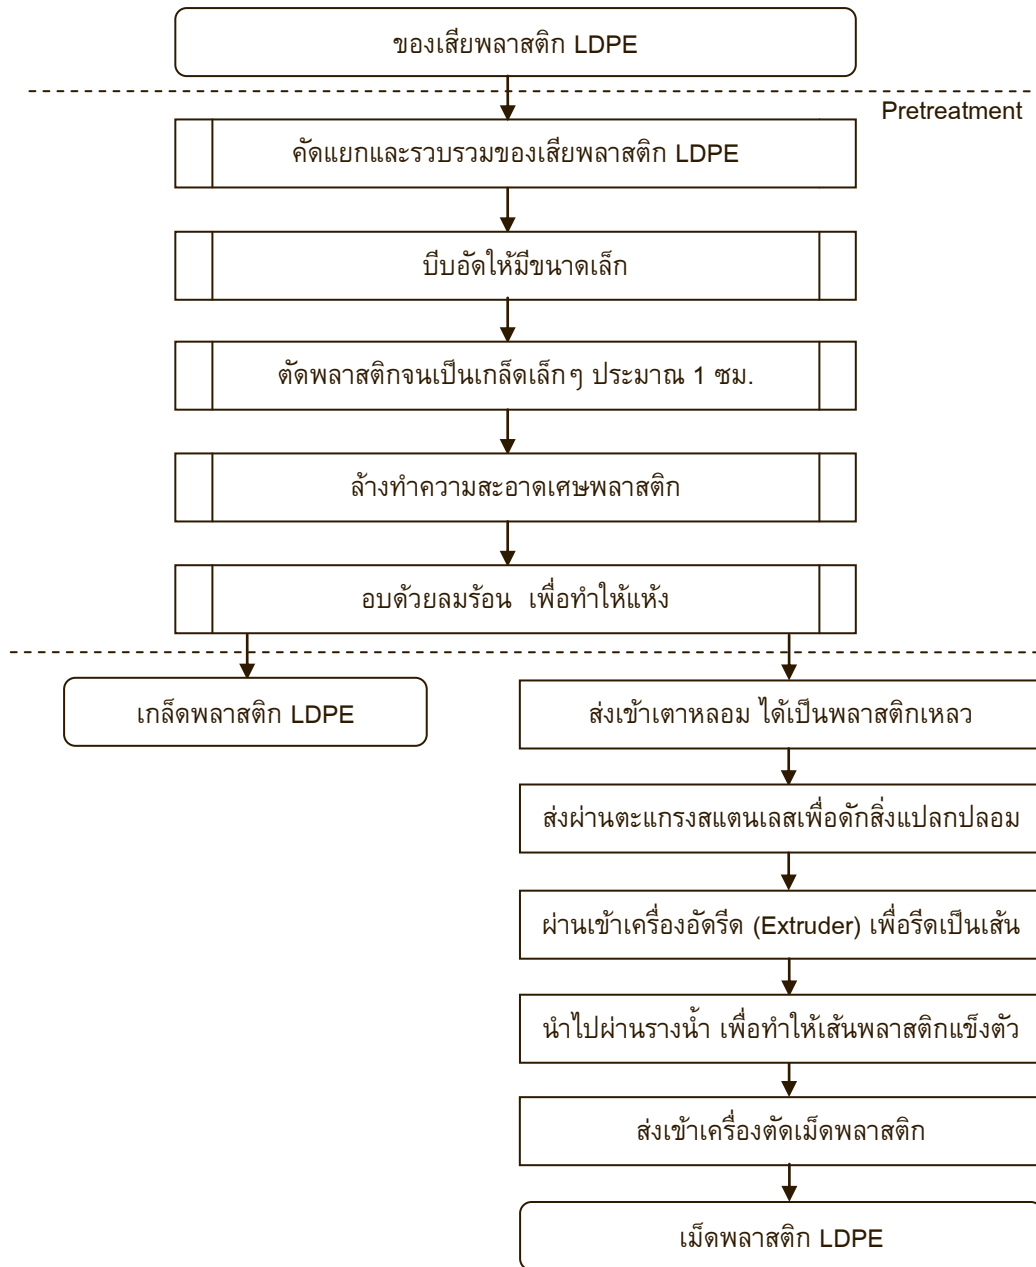 ของเสียพลาสติก LDPE
Pretreatment
คัดแยกและรวบรวมของเสียพลาสติก LDPE
บีบอัดให้มีขนาดเล็ก
ตัดพลาสติกจนเป็นเกล็ดเล็กๆ ประมาณ 1 ซม.
ล้างทำความสะอาดเศษพลาสติก
อบด้วยลมร้อน เพื่อทำให้แห้ง
เกล็ดพลาสติก LDPE
ส่งเข้าเตาหลอม ได้เป็นพลาสติกเหลว
ส่งผ่านตะแกรงสแตนเลสเพื่อดักสิ่งแปลกปลอม
ผ่านเข้าเครื่องอัดรีด (Extruder) เพื่อรีดเป็นเส้น
นำไปผ่านรางน้ำ เพื่อทำให้เส้นพลาสติกแข็งตัว
ส่งเข้าเครื่องตัดเม็ดพลาสติก
เม็ดพลาสติก LDPE